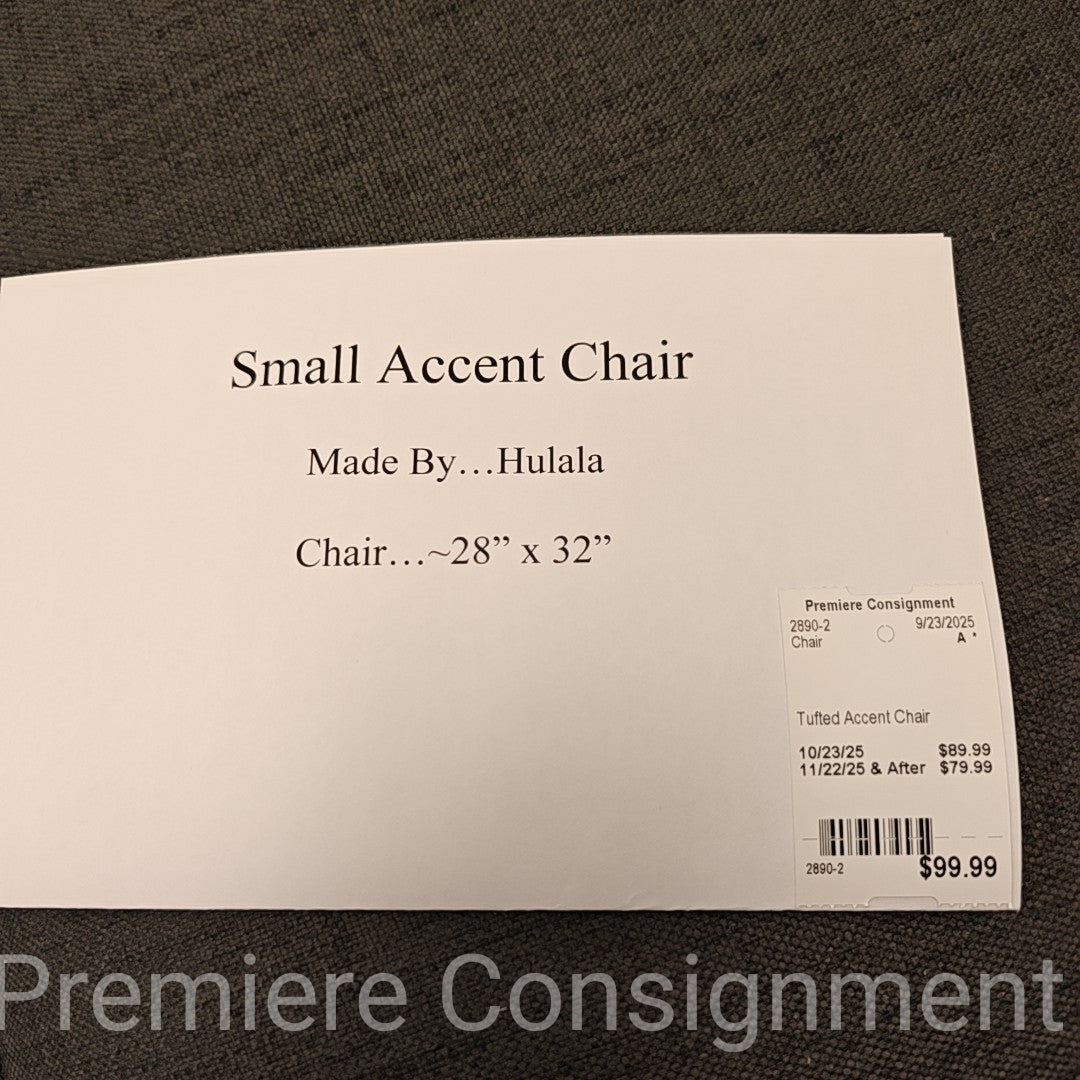 Small Accent Chair
Made By…Hulala
Chair…~28” x 32”
Premiere Consignment
2890-2 9/23/2025
Chair A *
Tufted Accent Chair
10/23/25 $89.99
11/22/25 & After $79.99
2890-2 $99.99
Premiere Consignment